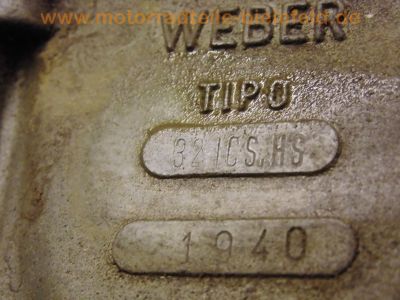 www.motorradteile-bielefeld.de
WEBER
TIPO
32 ICS.HS
1940